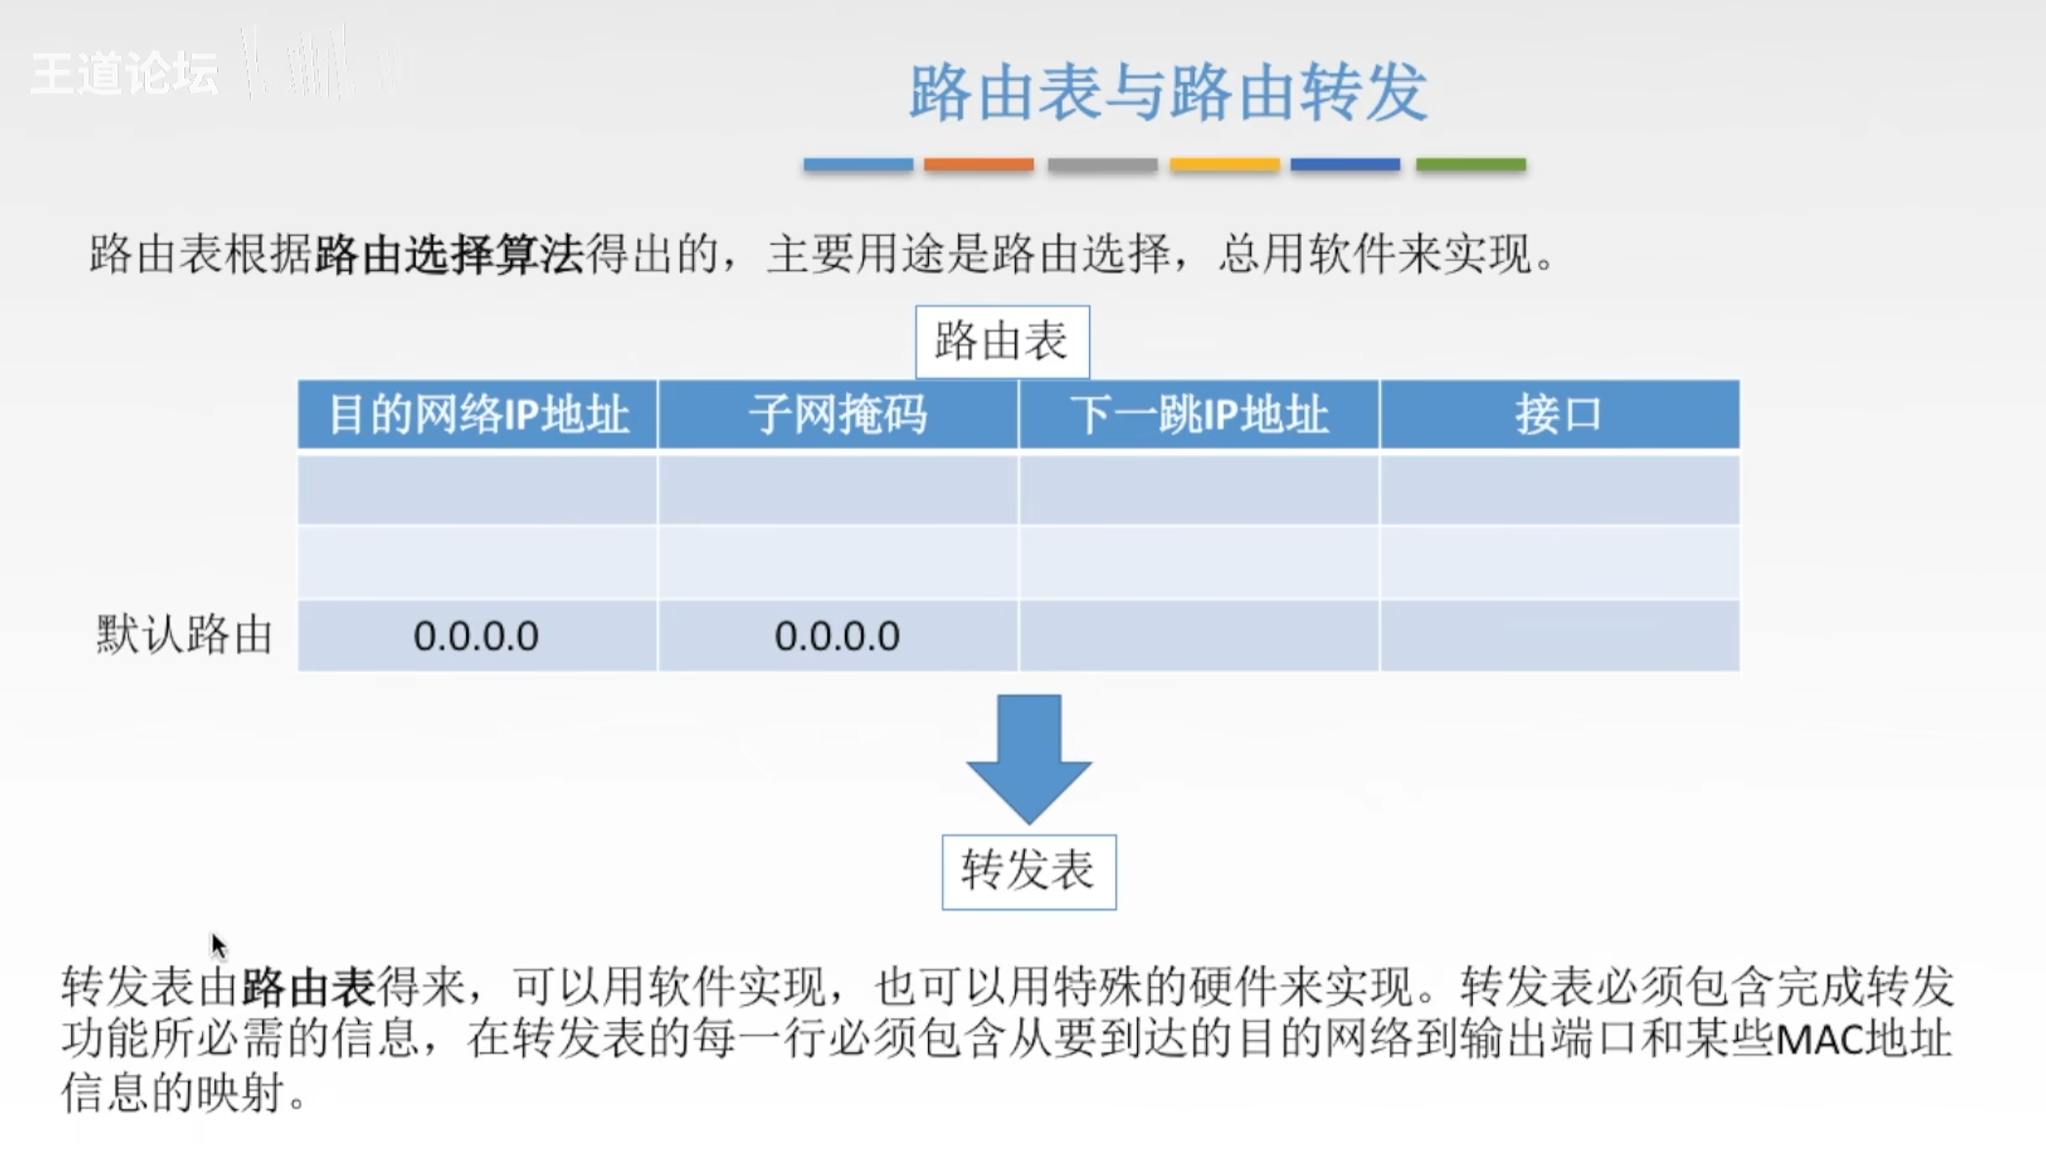 王道论坛
路由表与路由转发
路由表根据路由选择算法得出的，主要用途是路由选择，总用软件来实现。
路由表
目的网络IP地址 子网掩码 下一跳IP地址 接口
默认路由 0.0.0.0 0.0.0.0
转发表
转发表由路由表得来，可以用软件实现，也可以用特殊的硬件来实现。转发表必须包含完成转发
功能所必需的信息，在转发表的每一行必须包含从要到达的目的网络到输出端口和某些MAC地址
信息的映射。